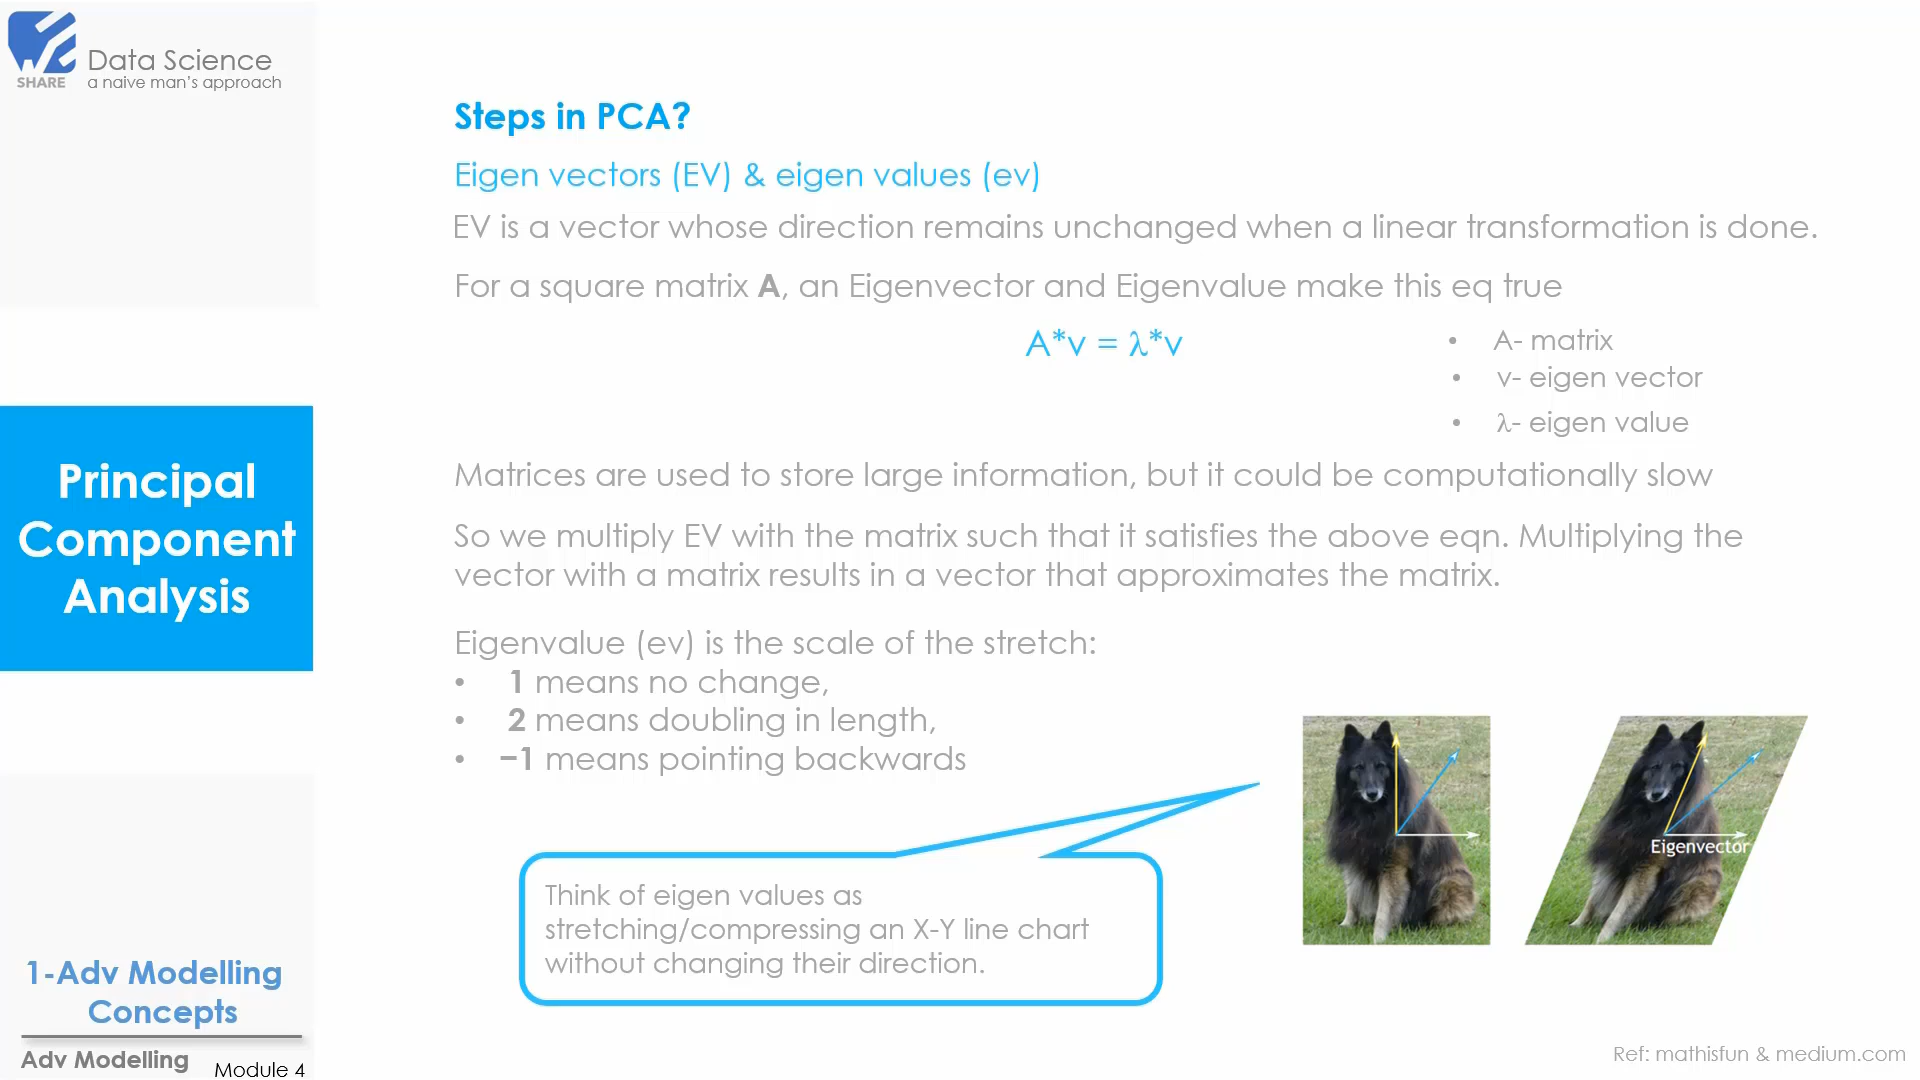 SHARE
Data Science
a naive man's approach
Steps in PCA?
Eigen vectors (EV) & eigen values (ev)
EV is a vector whose direction remains unchanged when a linear transformation is done.
For a square matrix A, an Eigenvector and Eigenvalue make this eq true
A*v = λ*v
• A- matrix
• v- eigen vector
• λ- eigen value
Principal
Component
Analysis
Matrices are used to store large information, but it could be computationally slow
So we multiply EV with the matrix such that it satisfies the above eqn. Multiplying the
vector with a matrix results in a vector that approximates the matrix.
Eigenvalue (ev) is the scale of the stretch:
• 1 means no change,
• 2 means doubling in length,
• −1 means pointing backwards
Eigenvector
Think of eigen values as
stretching/compressing an X-Y line chart
without changing their direction.
1-Adv Modelling
Concepts
Adv Modelling
Module 4
Ref: mathisfun & medium.com